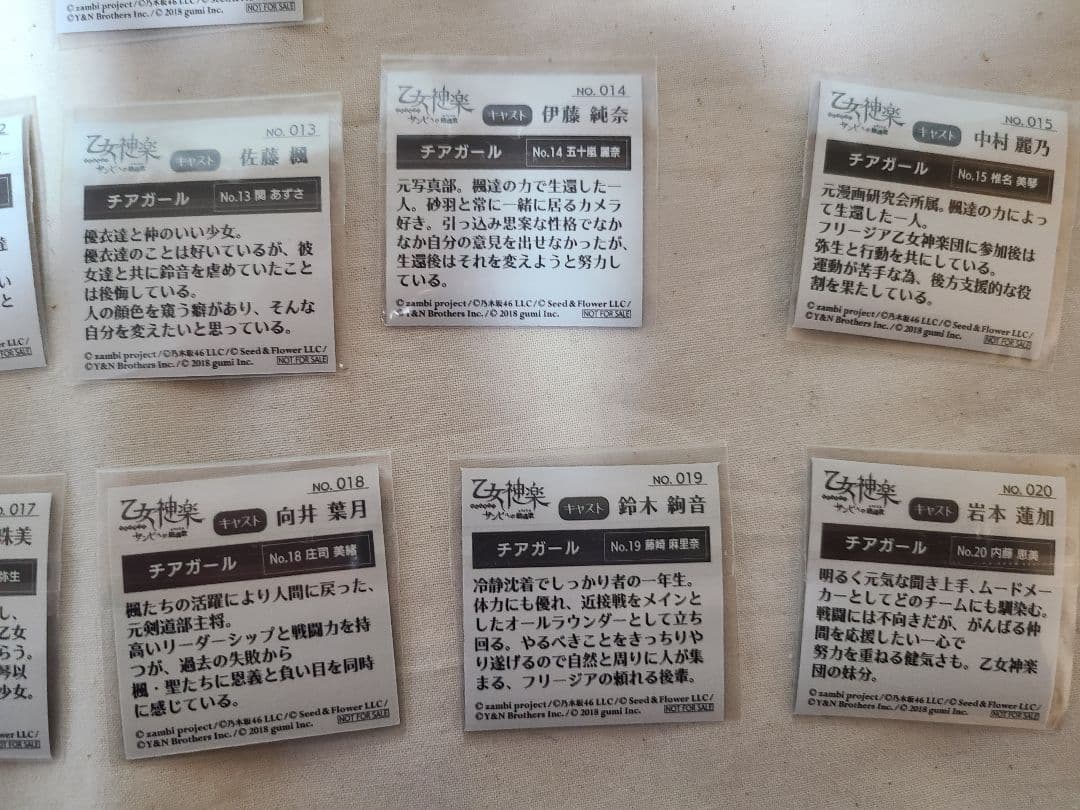 © zambi project/©乃木坂46 LLC/© Seed&Flower LLC/
©Y&N Brothers Inc./© 2018 gumi Inc. NOT FOR SALE
乙女神楽
NO. 013
キャスト 佐藤 楓
チアガール No.13 関 あずさ
優衣達と仲のいい少女。
優衣達のことは好いているが、彼
女達と共に鈴音を虐めていたこと
は後悔している。
人の顔色を窺う癖があり、そんな
自分を変えたいと思っている。
© zambi project/©乃木坂46 LLC/© Seed&Flower LLC/
©Y&N Brothers Inc./© 2018 gumi Inc. NOT FOR SALE
乙女神楽
NO. 014
キャスト 伊藤 純奈
チアガール No.14 五十嵐 麗奈
元写真部。楓達の力で生還した一
人。砂羽と常に一緒に居るカメラ
好き。引っ込み思案な性格でなか
なか自分の意見を出せなかったが、
生還後はそれを変えようと努力し
ている。
© zambi project/©乃木坂46 LLC/© Seed&Flower LLC/
©Y&N Brothers Inc./© 2018 gumi Inc. NOT FOR SALE
乙女神楽
NO. 015
キャスト 中村 麗乃
チアガール No.15 椎名 美琴
元漫画研究会所属。楓達の力によっ
て生還した一人。
フリージア乙女神楽団に参加後は
弥生と行動を共にしている。
運動が苦手な為、後方支援的な役
割を果たしている。
© zambi project/©乃木坂46 LLC/© Seed&Flower LLC/
©Y&N Brothers Inc./© 2018 gumi Inc. NOT FOR SALE
017
珠美
弥生
し、
乙女
らう。
琴以
少女。
NOT FOR SALE
乙女神楽
NO. 018
キャスト 向井 葉月
チアガール No.18 庄司 美緒
楓たちの活躍により人間に戻った、
元剣道部主将。
高いリーダーシップと戦闘力を持
つが、過去の失敗から
楓・聖たちに恩義と負い目を同時
に感じている。
© zambi project/©乃木坂46 LLC/© Seed&Flower LLC/
©Y&N Brothers Inc./© 2018 gumi Inc. NOT FOR SALE
乙女神楽
NO. 019
キャスト 鈴木 絢音
チアガール No.19 藤崎 麻里奈
冷静沈着でしっかり者の一年生。
体力にも優れ、近接戦をメインと
したオールラウンダーとして立ち
回る。やるべきことをきっちりや
り遂げるので自然と周りに人が集
まる、フリージアの頼れる後輩。
© zambi project/©乃木坂46 LLC/© Seed&Flower LLC/
©Y&N Brothers Inc./© 2018 gumi Inc. NOT FOR SALE
乙女神楽
NO. 020
キャスト 岩本 蓮加
チアガール No.20 内藤 恵美
明るく元気な聞き上手、ムードメー
カーとしてどのチームにも馴染む。
戦闘には不向きだが、がんばる仲
間を応援したい一心で
努力を重ねる健気さも。乙女神楽
団の妹分。
© zambi project/©乃木坂46 LLC/© Seed&Flower LLC/
©Y&N Brothers Inc./© 2018 gumi Inc. NOT FOR SALE